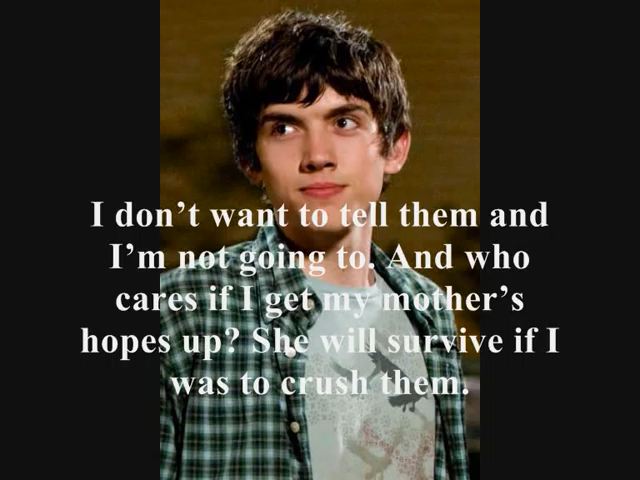 I don’t want to tell them and
I’m not going to. And who
cares if I get my mother’s
hopes up? She will survive if I
was to crush them.